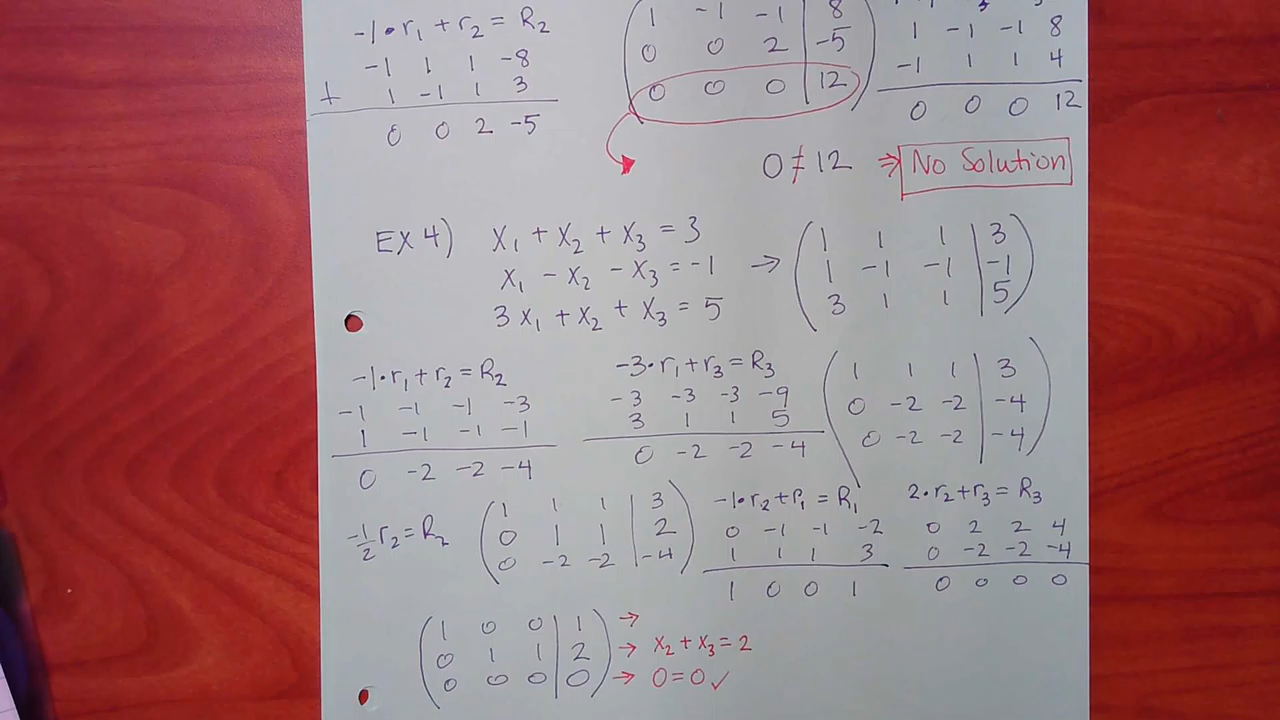 -1•r₁ + r₂ = R₂
-1 1 1 -8
+ 1 -1 1 3
0 0 2 -5
1 -1 -1 | 8
0 0 2 | -5
0 0 0 | 12
1 -1 -1 8
-1 1 1 4
0 0 0 12
0 ≠ 12 ⇒ No Solution
EX 4) x₁ + x₂ + x₃ = 3
x₁ - x₂ - x₃ = -1 →
3x₁ + x₂ + x₃ = 5
1 1 1 | 3
1 -1 -1 | -1
3 1 1 | 5
-1•r₁ + r₂ = R₂
-1 -1 -1 -3
1 -1 -1 -1
0 -2 -2 -4
-3•r₁ + r₃ = R₃
-3 -3 -3 -9
3 1 1 5
0 -2 -2 -4
1 1 1 | 3
0 -2 -2 | -4
0 -2 -2 | -4
-1/2 r₂ = R₂
1 1 1 | 3
0 1 1 | 2
0 -2 -2 | -4
-1•r₂ + r₁ = R₁
0 -1 -1 -2
1 1 1 3
1 0 0 1
2•r₂ + r₃ = R₃
0 2 2 4
0 -2 -2 -4
0 0 0 0
1 0 0 | 1 →
0 1 1 | 2 → x₂ + x₃ = 2
0 0 0 | 0 → 0 = 0 ✓